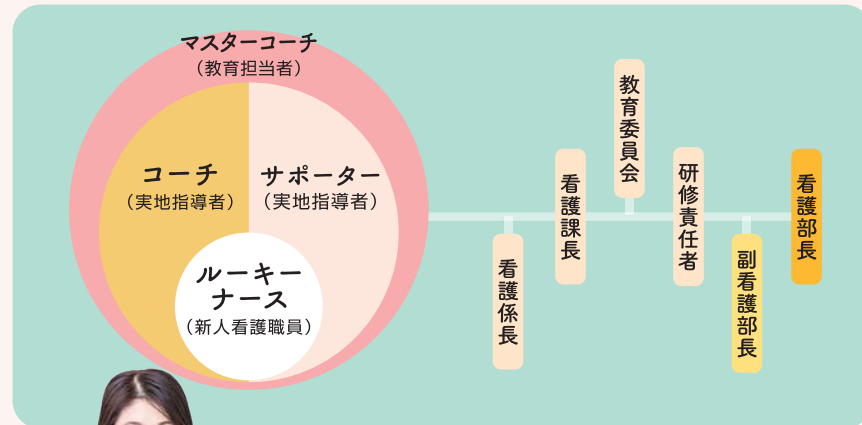 マスターコーチ
（教育担当者）
コーチ
（実地指導者）
サポーター
（実地指導者）
ルーキー
ナース
（新人看護職員）
看護係長
看護課長
教育委員会
研修責任者
副看護部長
看護部長